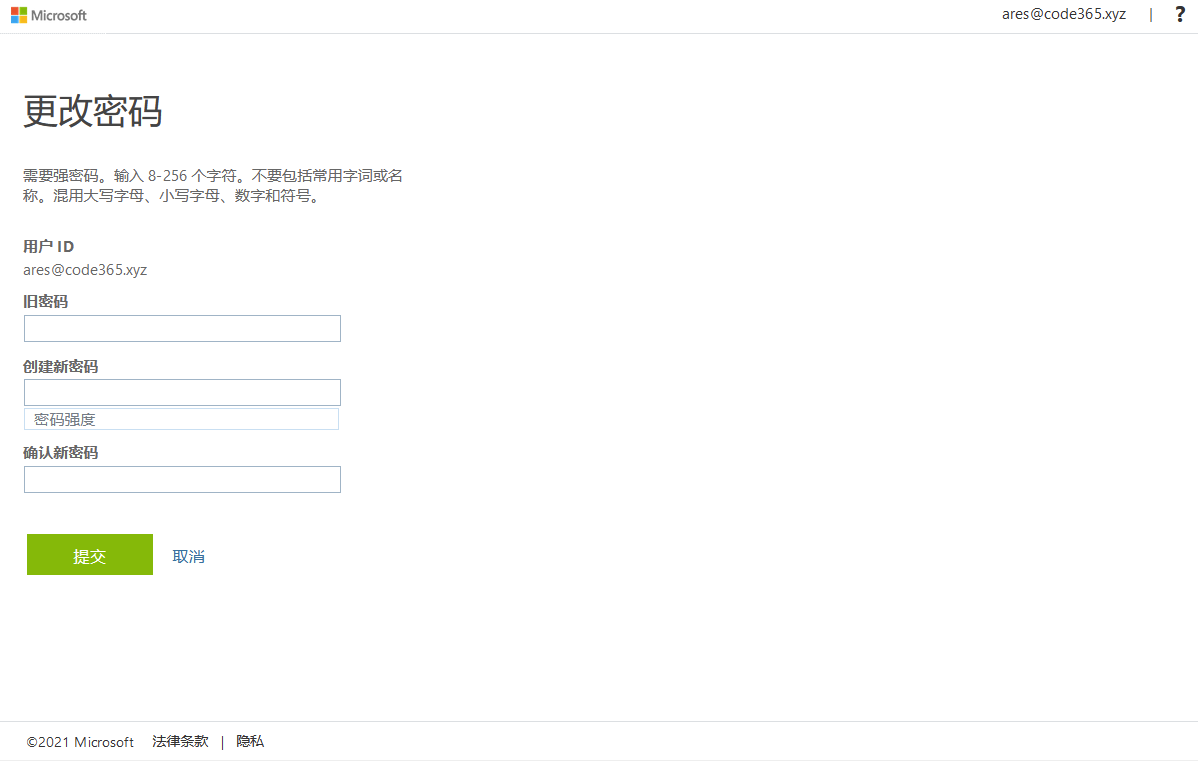 Microsoft
ares@code365.xyz | ?
更改密码
需要强密码。输入 8-256 个字符。不要包括常用字词或名
称。混用大写字母、小写字母、数字和符号。
用户 ID
ares@code365.xyz
旧密码
创建新密码
密码强度
确认新密码
提交 取消
©2021 Microsoft 法律条款 | 隐私